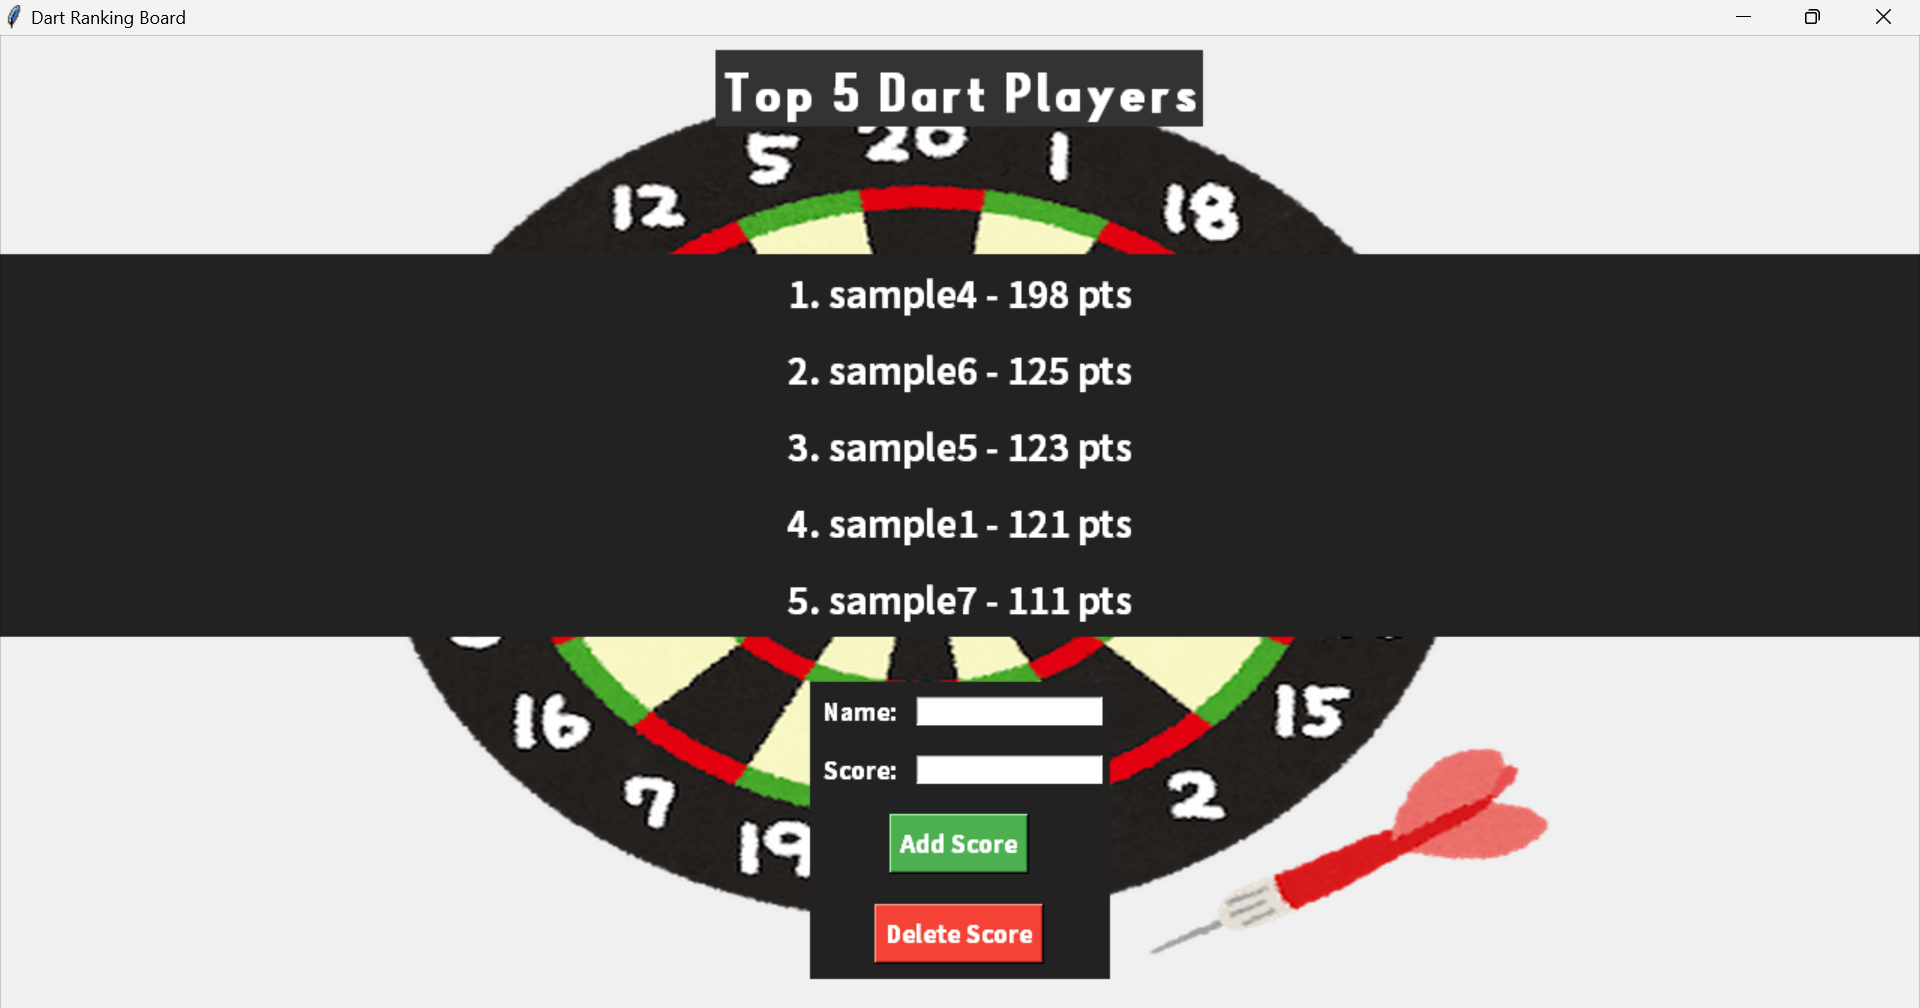 Dart Ranking Board
Top 5 Dart Players
5 20 1
12 18
1. sample4 - 198 pts
2. sample6 - 125 pts
3. sample5 - 123 pts
4. sample1 - 121 pts
5. sample7 - 111 pts
16 15
Name:
Score:
7 2
19
Add Score
Delete Score